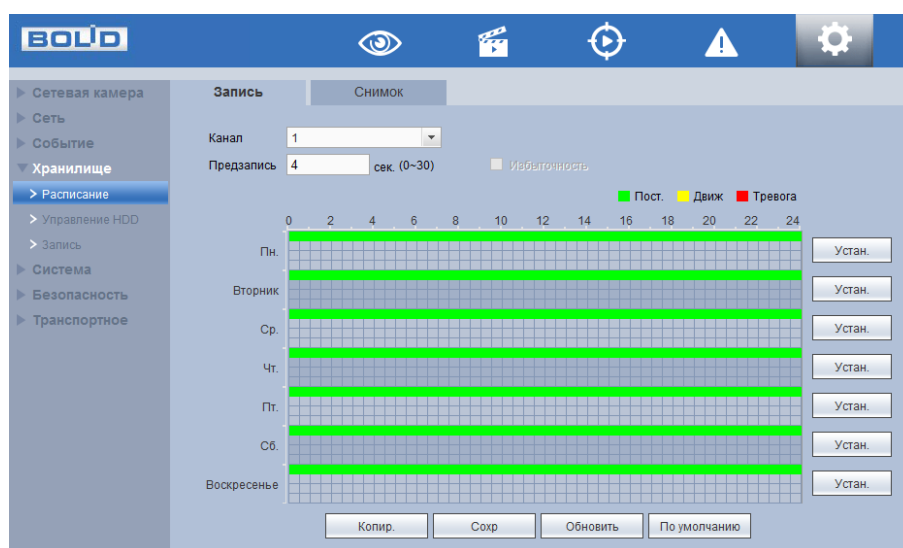 BOLID
Сетевая камера
Сеть
Событие
Хранилище
> Расписание
> Управление HDD
> Запись
Система
Безопасность
Транспортное
Запись Снимок
Канал 1
Предзапись 4 сек. (0~30) Избыточность
Пост. Движ Тревога
0 2 4 6 8 10 12 14 16 18 20 22 24
Пн. Устан.
Вторник Устан.
Ср. Устан.
Чт. Устан.
Пт. Устан.
Сб. Устан.
Воскресенье Устан.
Копир. Сохр Обновить По умолчанию